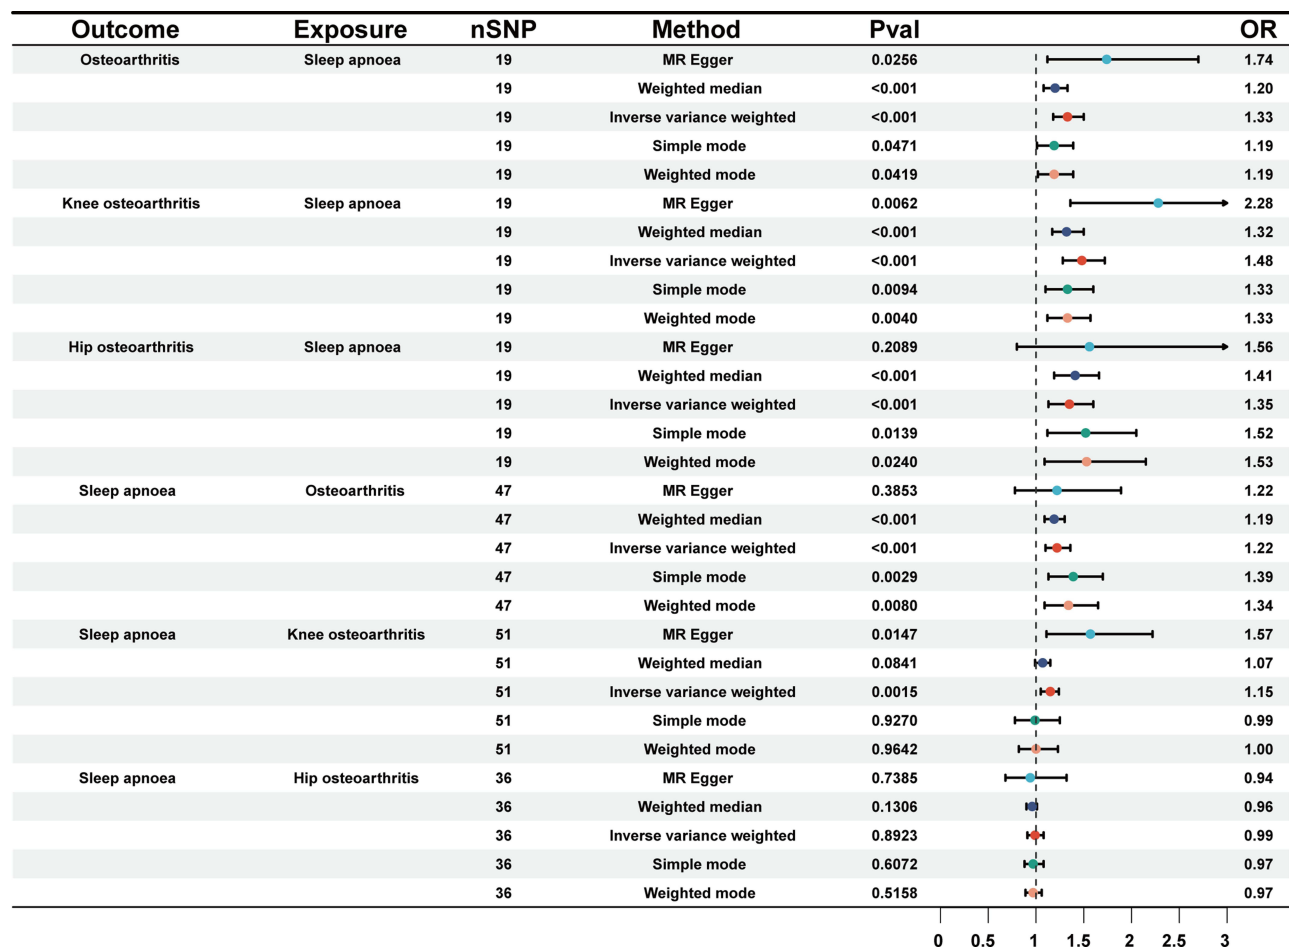 Outcome Exposure nSNP Method Pval OR
Osteoarthritis Sleep apnoea 19 MR Egger 0.0256 1.74
19 Weighted median <0.001 1.20
19 Inverse variance weighted <0.001 1.33
19 Simple mode 0.0471 1.19
19 Weighted mode 0.0419 1.19
Knee osteoarthritis Sleep apnoea 19 MR Egger 0.0062 2.28
19 Weighted median <0.001 1.32
19 Inverse variance weighted <0.001 1.48
19 Simple mode 0.0094 1.33
19 Weighted mode 0.0040 1.33
Hip osteoarthritis Sleep apnoea 19 MR Egger 0.2089 1.56
19 Weighted median <0.001 1.41
19 Inverse variance weighted <0.001 1.35
19 Simple mode 0.0139 1.52
19 Weighted mode 0.0240 1.53
Sleep apnoea Osteoarthritis 47 MR Egger 0.3853 1.22
47 Weighted median <0.001 1.19
47 Inverse variance weighted <0.001 1.22
47 Simple mode 0.0029 1.39
47 Weighted mode 0.0080 1.34
Sleep apnoea Knee osteoarthritis 51 MR Egger 0.0147 1.57
51 Weighted median 0.0841 1.07
51 Inverse variance weighted 0.0015 1.15
51 Simple mode 0.9270 0.99
51 Weighted mode 0.9642 1.00
Sleep apnoea Hip osteoarthritis 36 MR Egger 0.7385 0.94
36 Weighted median 0.1306 0.96
36 Inverse variance weighted 0.8923 0.99
36 Simple mode 0.6072 0.97
36 Weighted mode 0.5158 0.97
0 0.5 1 1.5 2 2.5 3